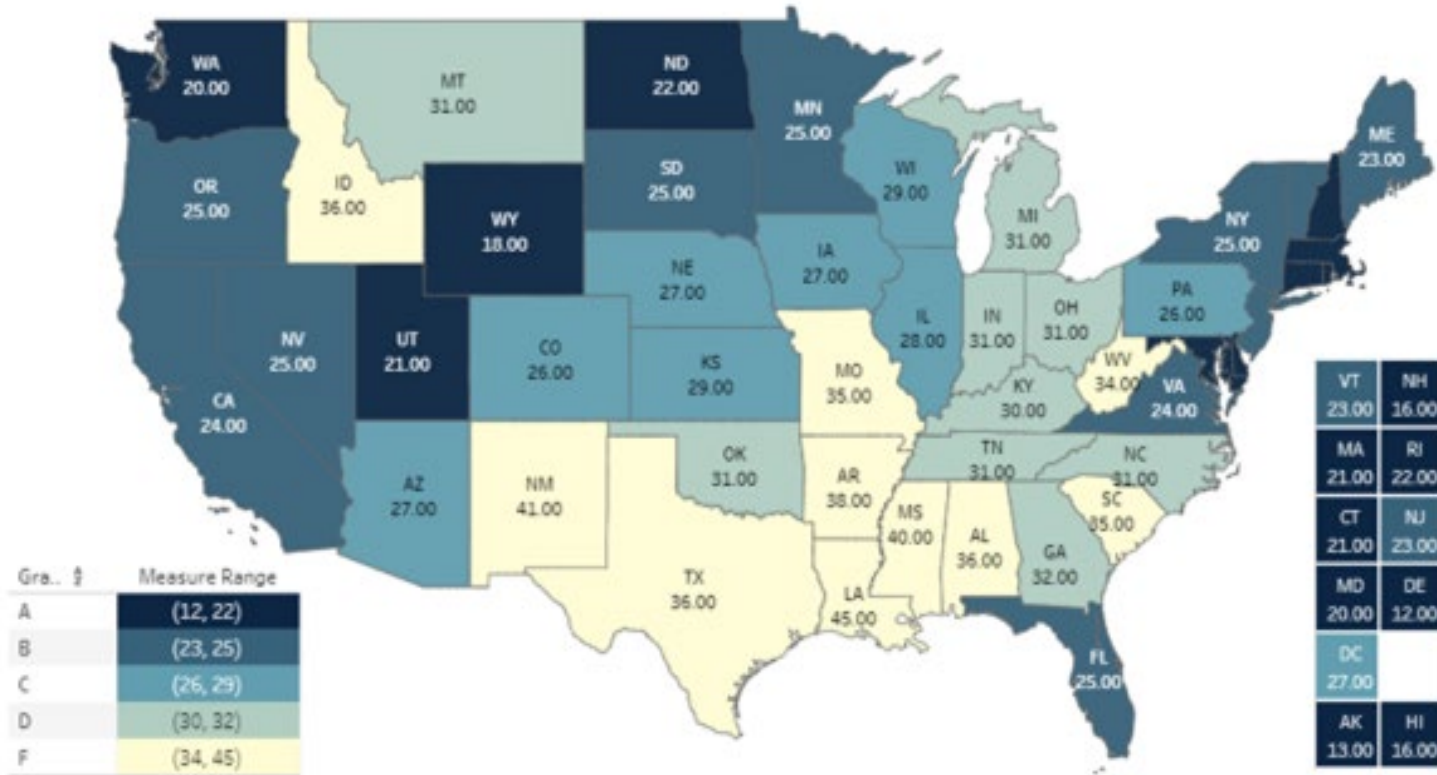 WA
20.00
MT
31.00
ND
22.00
MN
25.00
ME
23.00
OR
25.00
ID
36.00
SD
25.00
WI
29.00
WY
18.00
MI
31.00
NY
25.00
NE
27.00
IA
27.00
PA
26.00
NV
25.00
UT
21.00
CO
26.00
IL
28.00
IN
31.00
OH
31.00
KS
29.00
MO
35.00
WV
34.00
VA
24.00
CA
24.00
KY
30.00
AZ
27.00
NM
41.00
OK
31.00
AR
38.00
TN
31.00
NC
31.00
SC
35.00
MS
40.00
AL
36.00
GA
32.00
TX
36.00
LA
45.00
FL
25.00
VT NH
23.00 16.00
MA RI
21.00 22.00
CT NJ
21.00 23.00
MD DE
20.00 12.00
DC
27.00
AK HI
13.00 16.00
Gra.. Measure Range
A (12, 22)
B (23, 25)
C (26, 29)
D (30, 32)
F (34, 45)